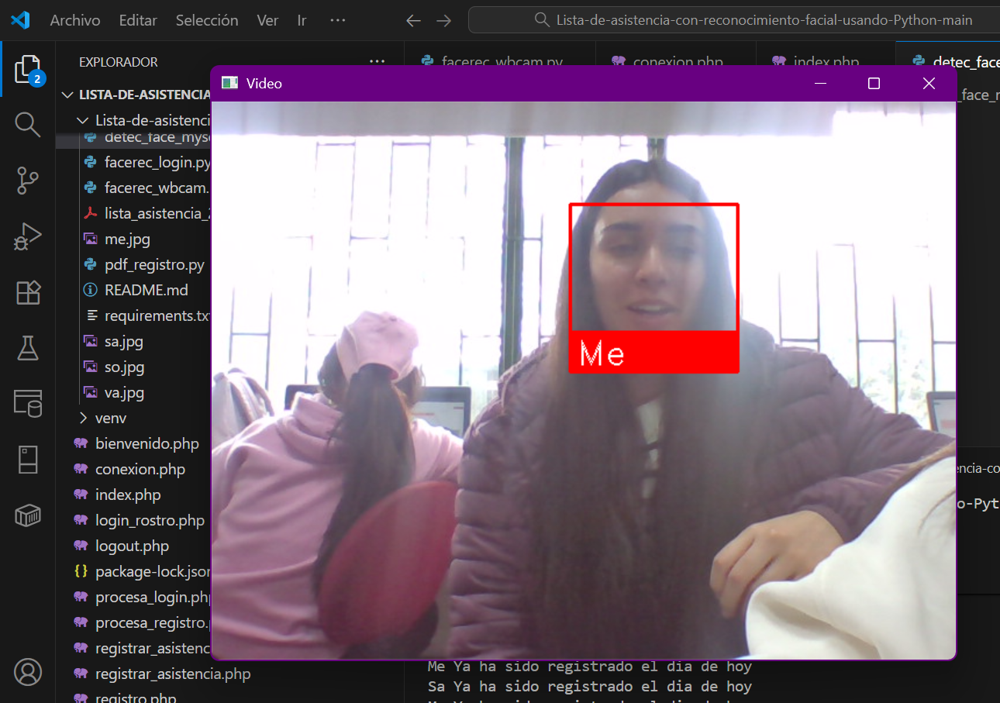 Archivo Editar Selección Ver Ir ···
Lista-de-asistencia-con-reconocimiento-facial-usando-Python-main
EXPLORADOR ···
facerec_wbcam.py conexion.php index.php detec_face
Video
2
LISTA-DE-ASISTENCIA
_face_r
Lista-de-asistenci
detec_face_myse
facerec_login.py
facerec_wbcam.
lista_asistencia_2
me.jpg
pdf_registro.py
README.md
requirements.txt
Me
sa.jpg
so.jpg
va.jpg
venv
bienvenido.php
conexion.php
encia-co
index.php
o-Pyt
login_rostro.php
logout.php
package-lock.json
procesa_login.php
procesa_registro.
registrar_asistenc
Me Ya ha sido registrado el dia de hoy
registrar_asistencia.php
Sa Ya ha sido registrado el dia de hoy
registro.php